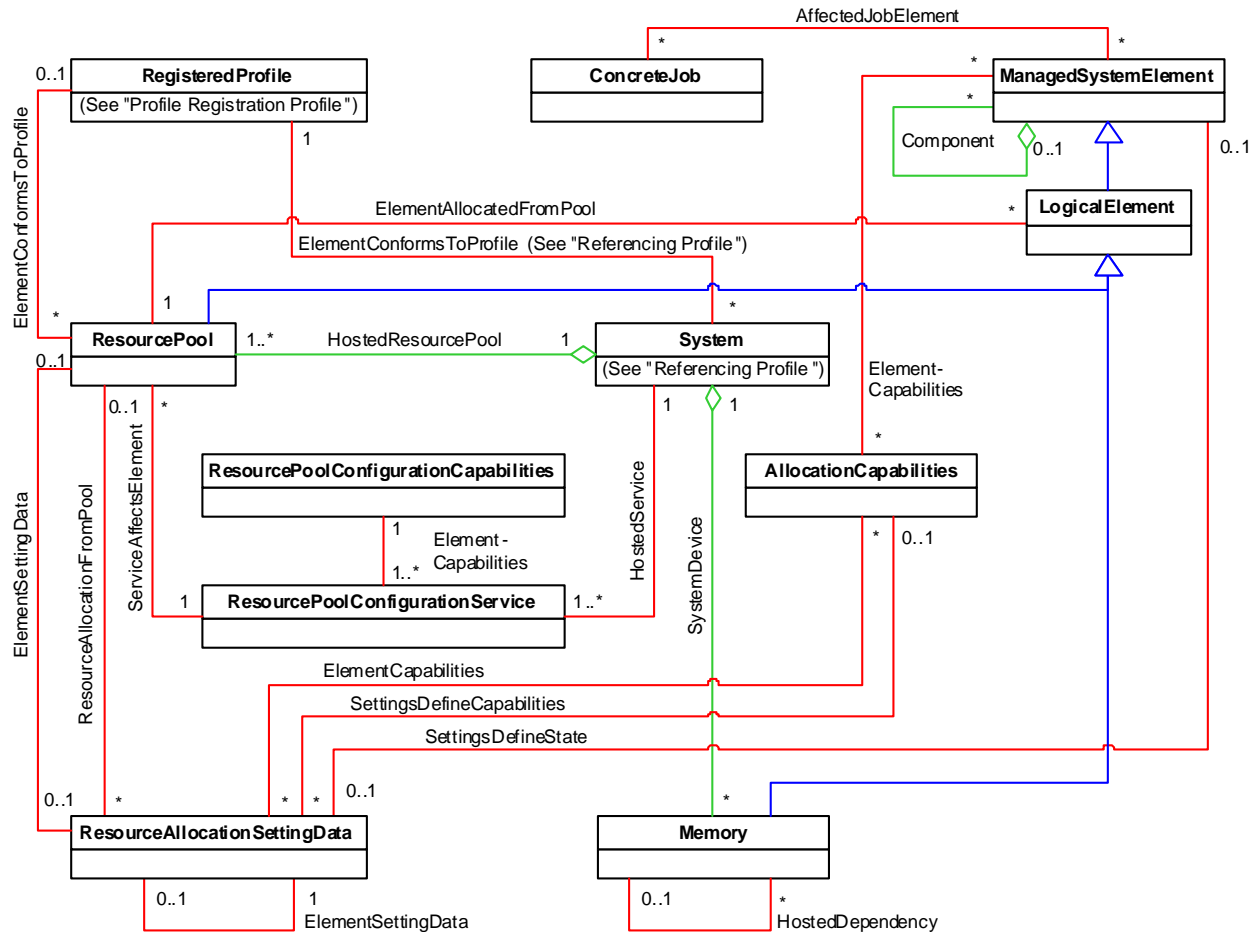 AffectedJobElement
*
*
0..1
RegisteredProfile
(See "Profile Registration Profile")
1
ConcreteJob
*
ManagedSystemElement
*
Component
0..1
0..1
ElementConformsToProfile
ElementAllocatedFromPool
*
LogicalElement
ElementConformsToProfile (See "Referencing Profile")
*
1
*
ResourcePool
0..1
1..*
HostedResourcePool
1
System
(See "Referencing Profile")
0..1
*
1
1
Element-
Capabilities
*
ResourcePoolConfigurationCapabilities
AllocationCapabilities
ElementSettingData
ResourceAllocationFromPool
ServiceAffectsElement
1
Element-
Capabilities
1..*
HostedService
SystemDevice
*
0..1
1
ResourcePoolConfigurationService
1..*
ElementCapabilities
SettingsDefineCapabilities
SettingsDefineState
0..1
*
*
*
0..1
*
ResourceAllocationSettingData
Memory
0..1
1
ElementSettingData
0..1
*
HostedDependency